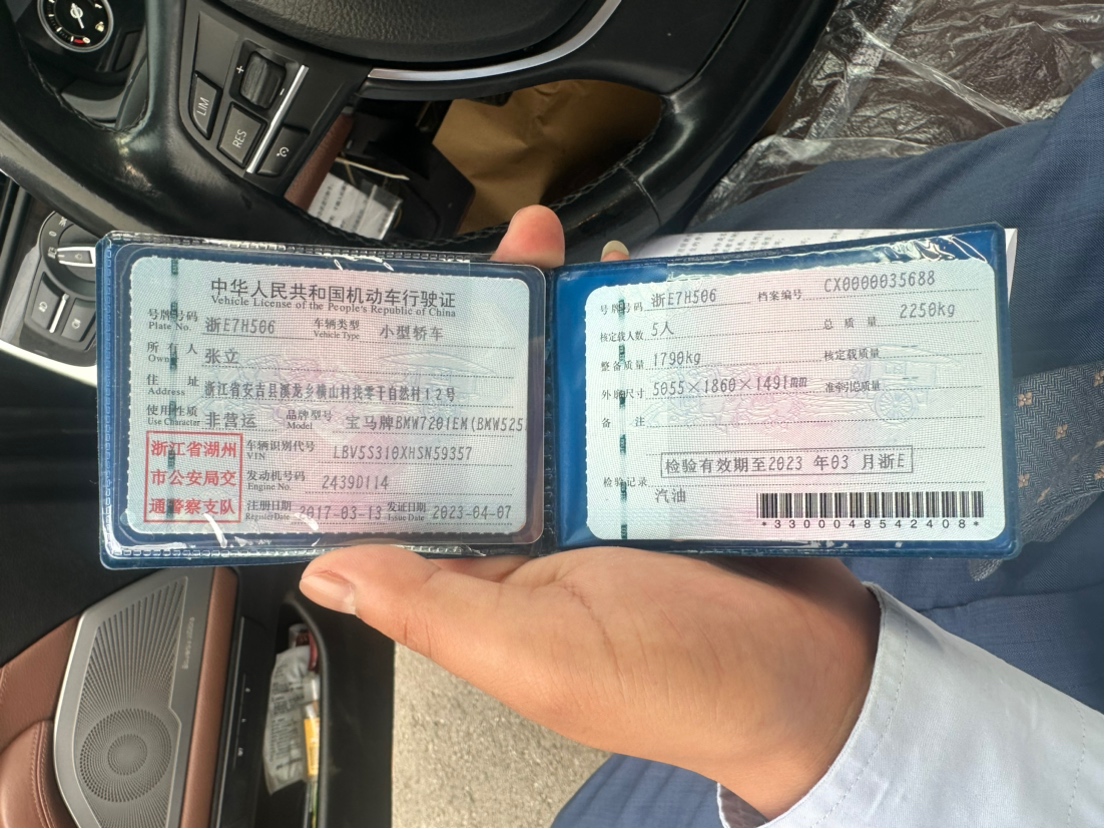 LIM
RES
中华人民共和国机动车行驶证
Vehicle License of the People's Republic of China
号牌号码 浙E7H506 车辆类型 小型轿车
Plate No. Vehicle Type
所有人 张立
Owner
住址 浙江省安吉县溪龙乡横山村找零干自然村12号
Address
使用性质 非营运 品牌型号 宝马牌BMW7201EM(BMW525
Use Character Model
浙江省湖州
市公安局交
通警察支队
车辆识别代号 LBV5S310XHSN59357
VIN
发动机号码 2439D114
Engine No.
注册日期 2017-03-13 发证日期 2023-04-07
Register Date Issue Date
号牌号码 浙E7H506 档案编号 CX0000035688
核定载人数 5人 总质量 2250kg
整备质量 1790kg 核定载质量
外廓尺寸 5055×1860×1491mm 准牵引总质量
备注
检验有效期至2023 年03 月浙E
检验记录
汽油
*3300048542408*